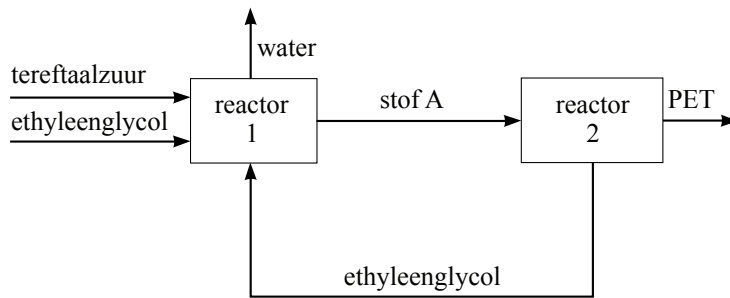 water
tereftaalzuur
ethyleenglycol
reactor
1
stof A
reactor
2
PET
ethyleenglycol